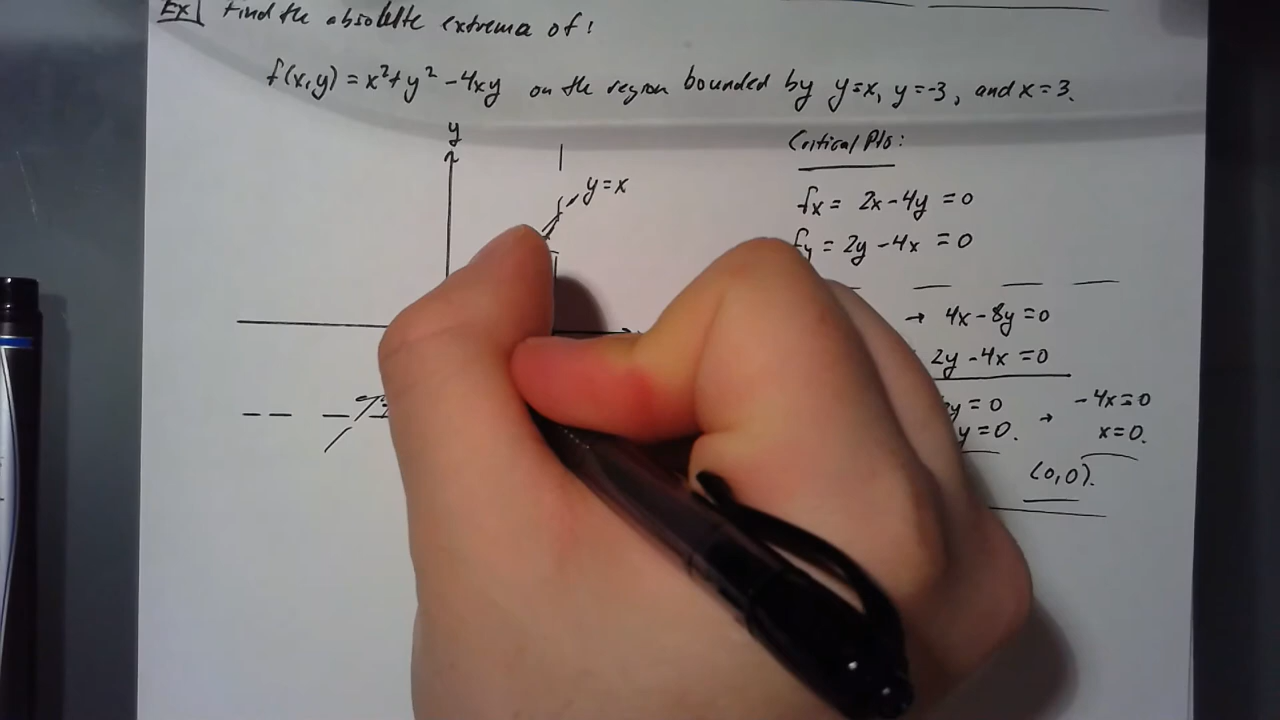 Ex] Find the absolute extrema of:
f(x,y) = x² + y² - 4xy on the region bounded by y=x, y=-3, and x=3.
y
y=x
Critical Pts:
fx = 2x-4y = 0
fy = 2y-4x = 0
→ 4x-8y=0
2y-4x=0
y=0 → -4x=0
y=0. x=0.
(0,0).